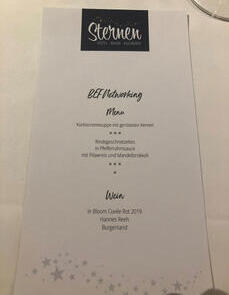 Sternen
BEF Networking
Menu
Kürbiscremesuppe mit gerösteten Kernen
***
Rindsgeschnetzeltes
in Pfefferrahmsauce
mit Pilawreis und Mandelbrokkoli
***
*
Wein
in Bloom Cuvée Rot 2019
Hannes Reeh
Burgenland